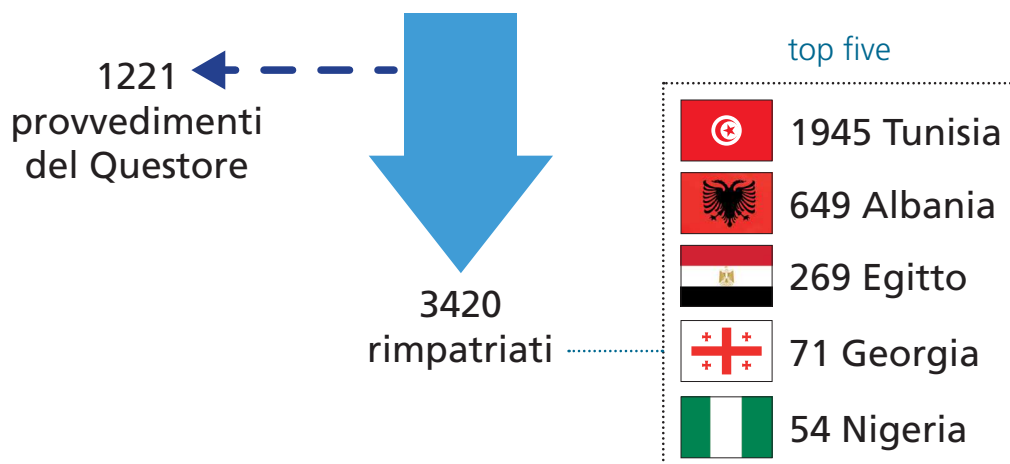 1221
provvedimenti
del Questore
3420
rimpatriati
top five
1945 Tunisia
649 Albania
269 Egitto
71 Georgia
54 Nigeria